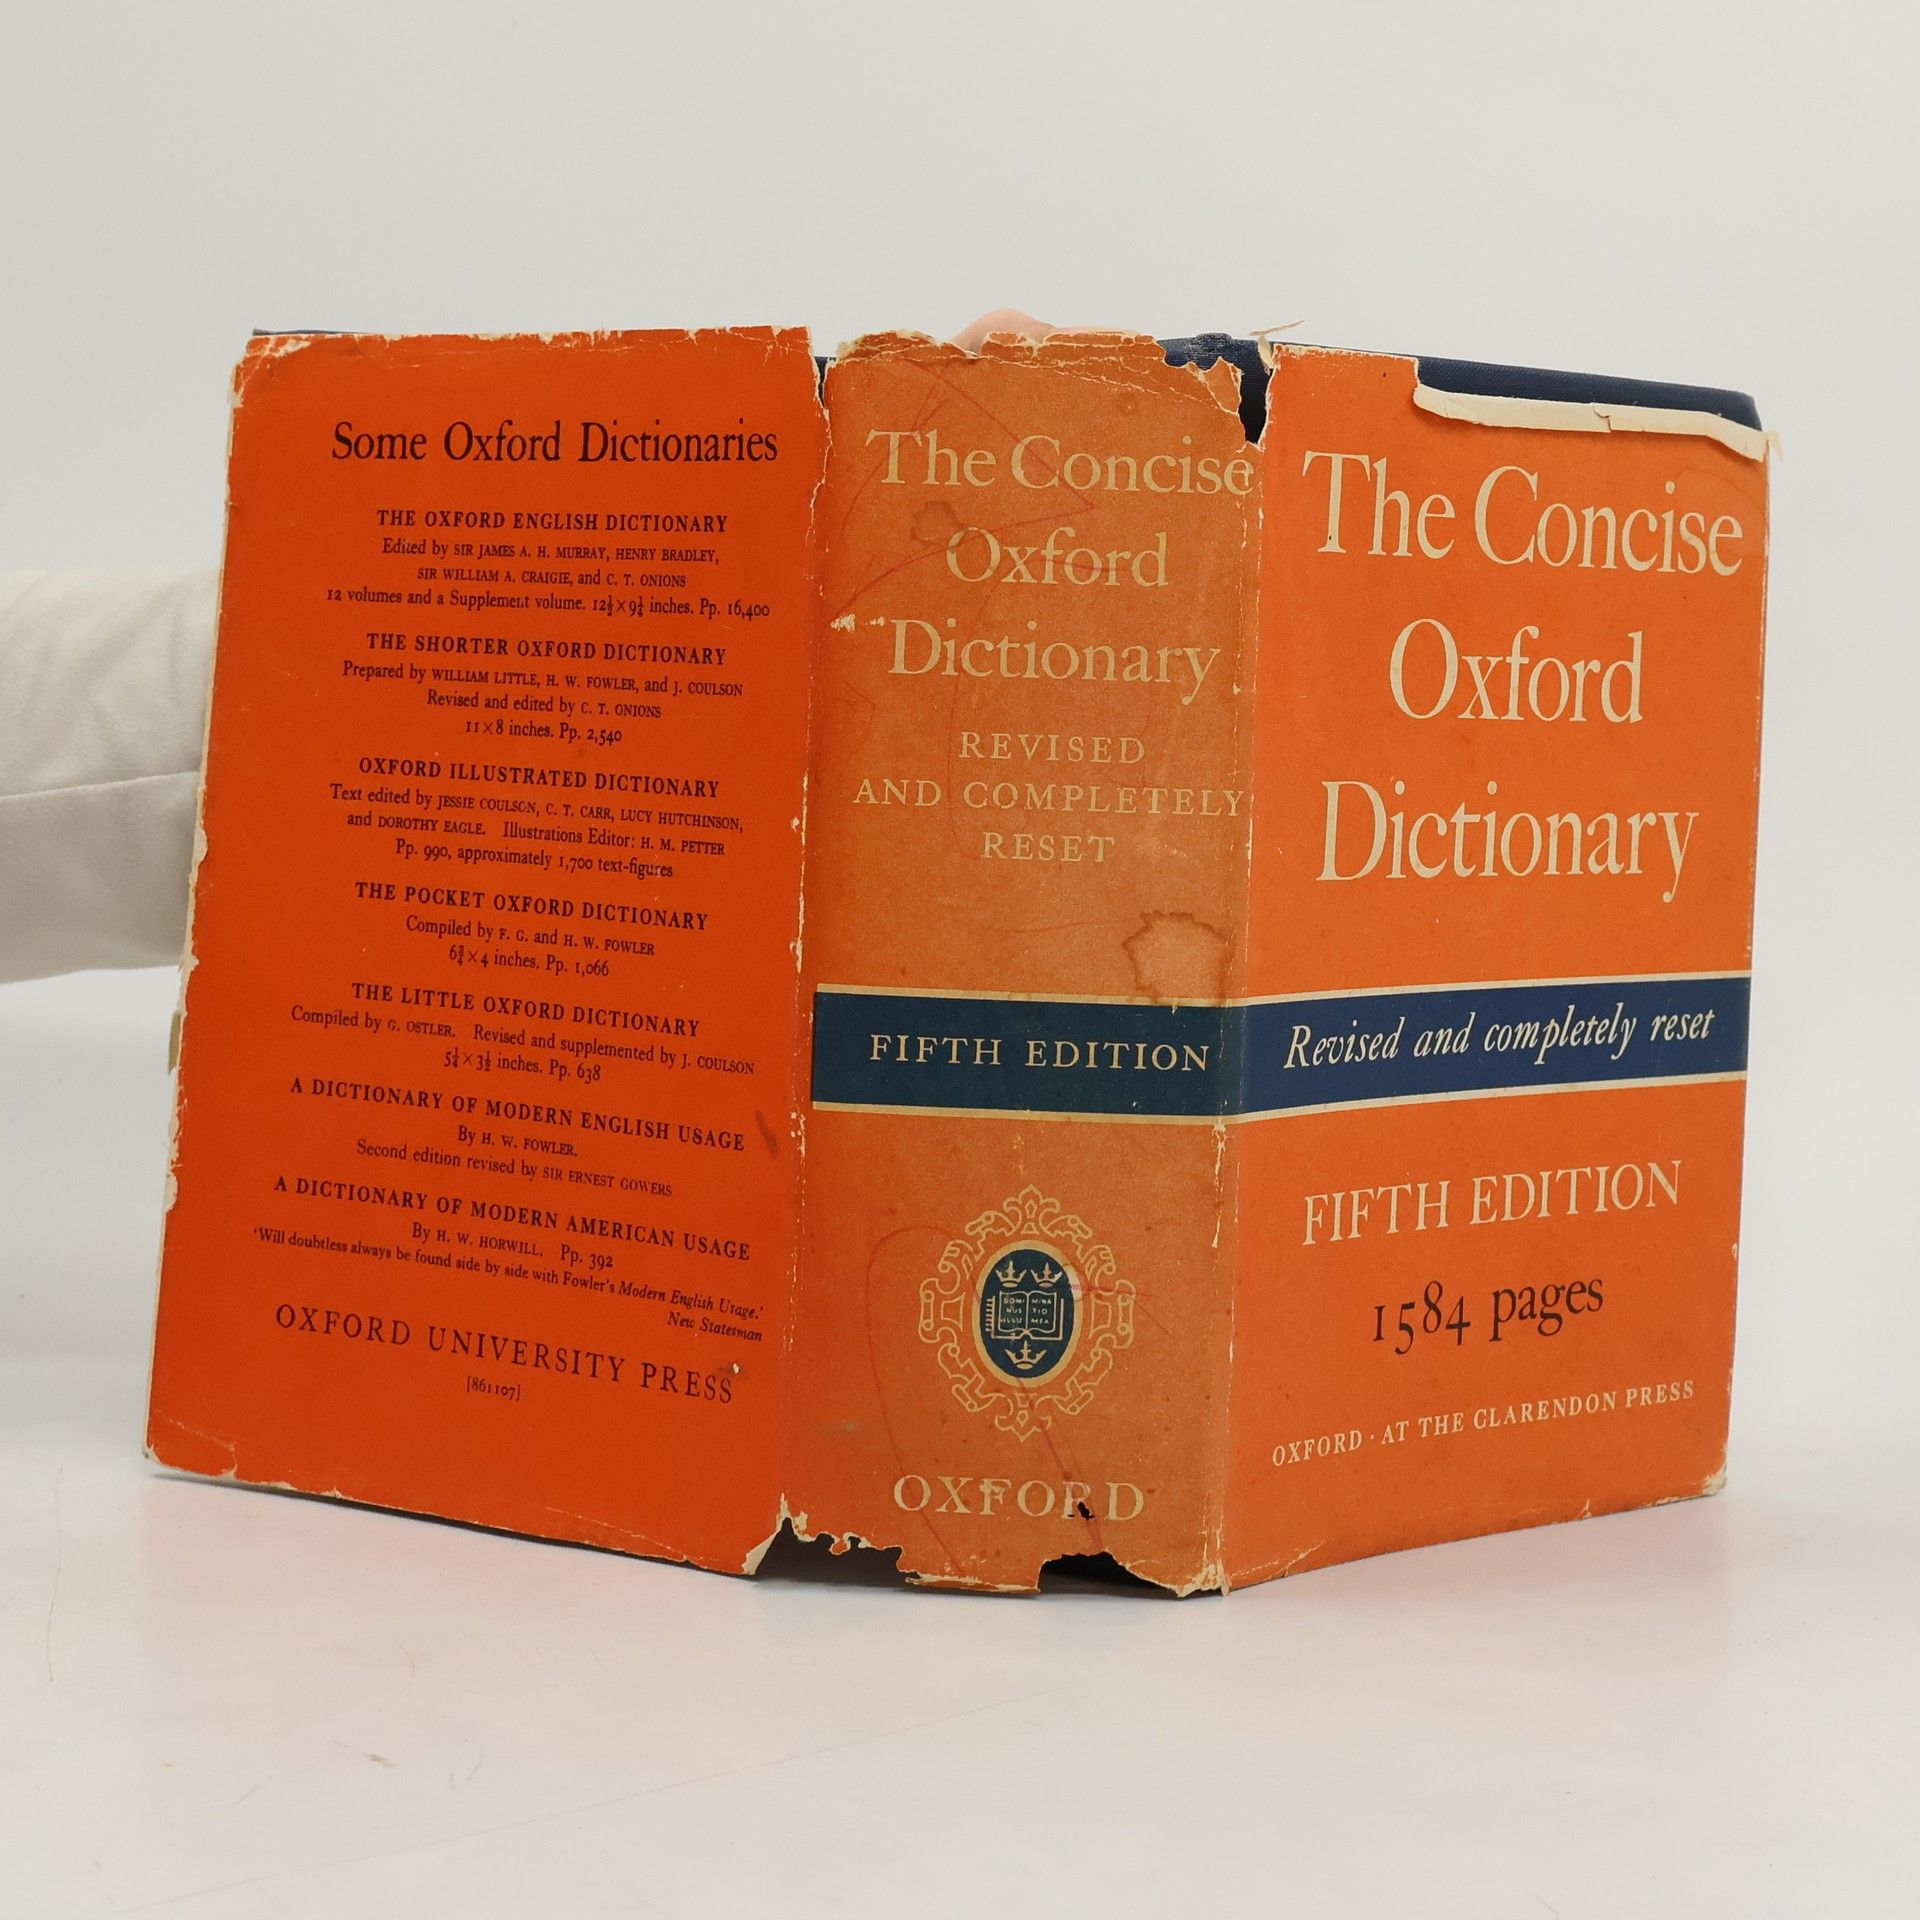 Some Oxford Dictionaries
THE OXFORD ENGLISH DICTIONARY
Edited by SIR JAMES A. H. MURRAY, HENRY BRADLEY,
SIR WILLIAM A. CRAIGIE, and C. T. ONIONS
12 volumes and a Supplement volume. 12½×9¼ inches. Pp. 16,400
THE SHORTER OXFORD DICTIONARY
Prepared by WILLIAM LITTLE, H. W. FOWLER, and J. COULSON
Revised and edited by C. T. ONIONS
11×8 inches. Pp. 2,540
OXFORD ILLUSTRATED DICTIONARY
Text edited by JESSIE COULSON, C. T. CARR, LUCY HUTCHINSON,
and DOROTHY EAGLE. Illustrations Editor: H. M. PETTER
Pp. 990, approximately 1,700 text-figures
THE POCKET OXFORD DICTIONARY
Compiled by F. G. and H. W. FOWLER
6¾×4 inches. Pp. 1,066
THE LITTLE OXFORD DICTIONARY
Compiled by G. OSTLER. Revised and supplemented by J. COULSON
5¼×3½ inches. Pp. 638
A DICTIONARY OF MODERN ENGLISH USAGE
By H. W. FOWLER.
Second edition revised by SIR ERNEST GOWERS
A DICTIONARY OF MODERN AMERICAN USAGE
By H. W. HORWILL. Pp. 392
'Will doubtless always be found side by side with Fowler's Modern English Usage.'
New Statesman
OXFORD UNIVERSITY PRESS
[861107]
The Concise
Oxford
Dictionary
REVISED
AND COMPLETELY
RESET
FIFTH EDITION
DOMI MINA
NUS TIO
ILLU MEA
OXFORD
The Concise
Oxford
Dictionary
Revised and completely reset
FIFTH EDITION
1584 pages
OXFORD · AT THE CLARENDON PRESS